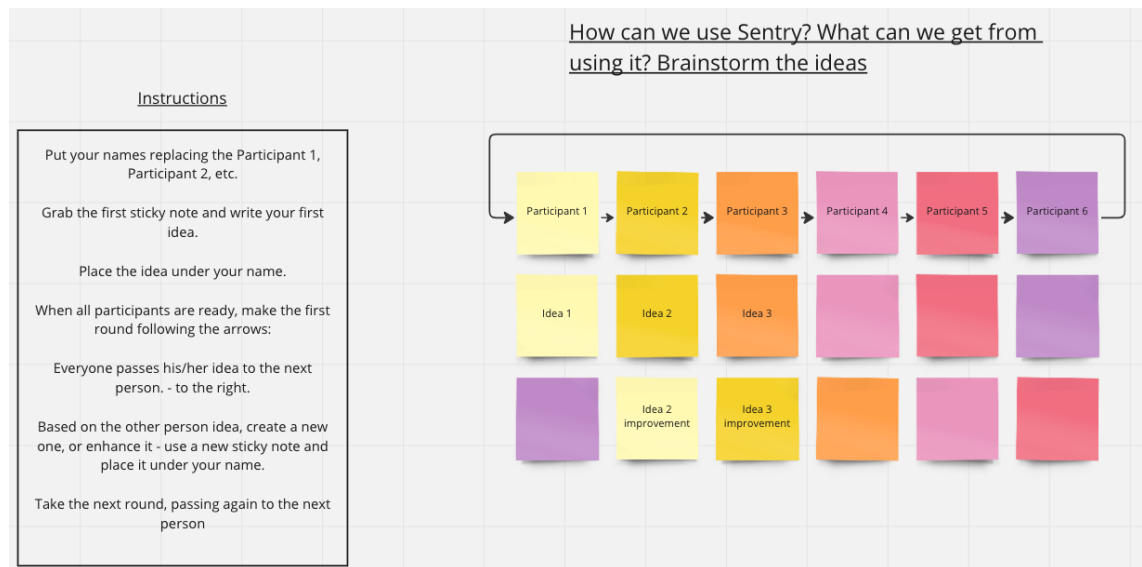 How can we use Sentry? What can we get from
using it? Brainstorm the ideas
Instructions
Put your names replacing the Participant 1,
Participant 2, etc.
Grab the first sticky note and write your first
idea.
Place the idea under your name.
When all participants are ready, make the first
round following the arrows:
Everyone passes his/her idea to the next
person. - to the right.
Based on the other person idea, create a new
one, or enhance it - use a new sticky note and
place it under your name.
Take the next round, passing again to the next
person
Participant 1
Participant 2
Participant 3
Participant 4
Participant 5
Participant 6
Idea 1
Idea 2
Idea 3
Idea 2
improvement
Idea 3
improvement